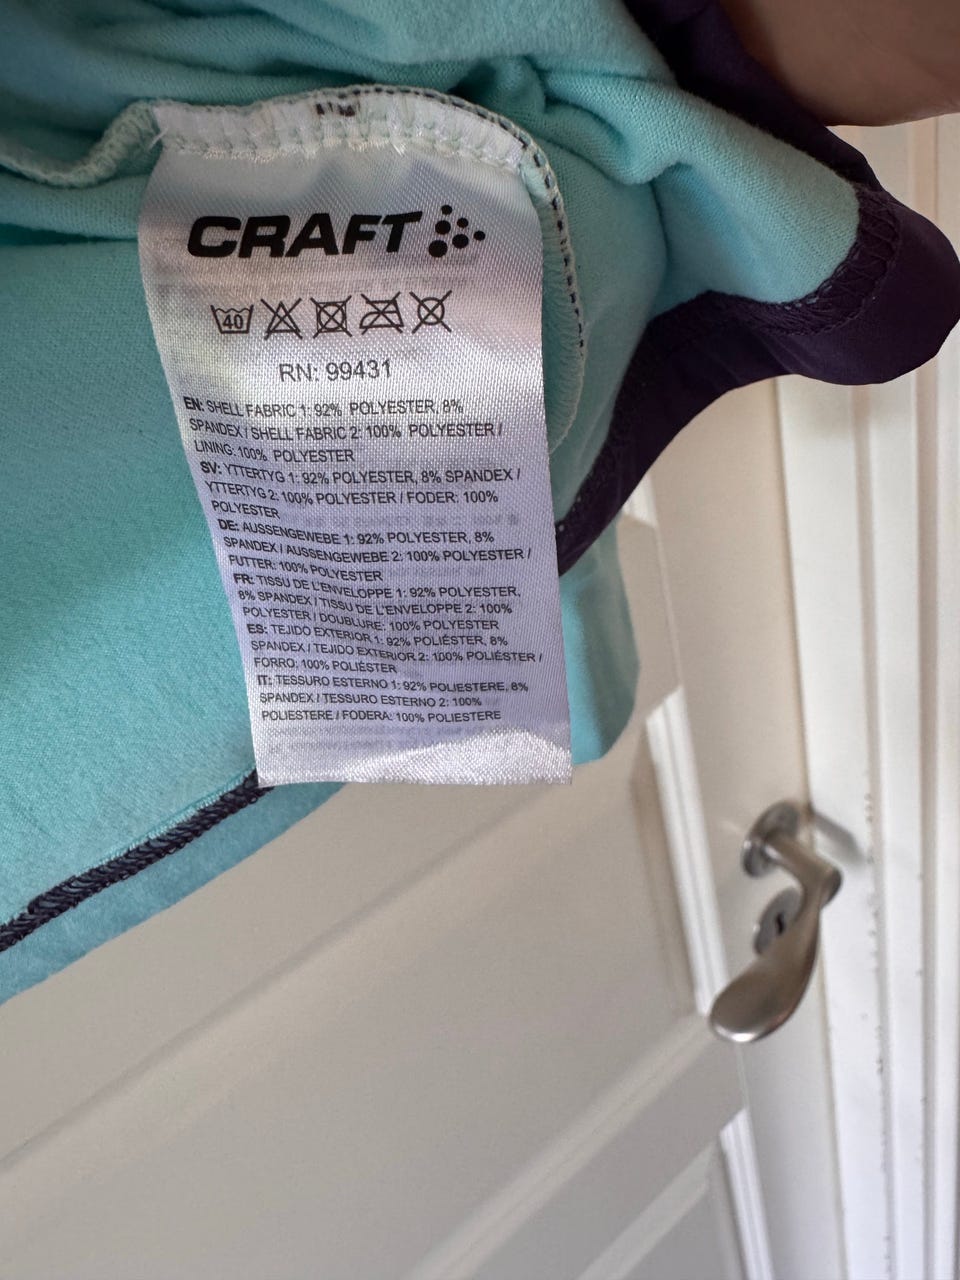 CRAFT
40
RN: 99431
EN: SHELL FABRIC 1: 92% POLYESTER, 8%
SPANDEX / SHELL FABRIC 2: 100% POLYESTER /
LINING: 100% POLYESTER
SV: YTTERTYG 1: 92% POLYESTER, 8% SPANDEX /
YTTERTYG 2: 100% POLYESTER / FODER: 100%
POLYESTER
DE: AUSSENGEWEBE 1: 92% POLYESTER, 8%
SPANDEX / AUSSENGEWEBE 2: 100% POLYESTER /
FUTTER: 100% POLYESTER
FR: TISSU DE L'ENVELOPPE 1: 92% POLYESTER,
8% SPANDEX / TISSU DE L'ENVELOPPE 2: 100%
POLYESTER / DOUBLURE: 100% POLYESTER
ES: TEJIDO EXTERIOR 1: 92% POLIÉSTER, 8%
SPANDEX / TEJIDO EXTERIOR 2: 100% POLIÉSTER /
FORRO: 100% POLIÉSTER
IT: TESSURO ESTERNO 1: 92% POLIESTERE, 8%
SPANDEX / TESSURO ESTERNO 2: 100%
POLIESTERE / FODERA: 100% POLIESTERE